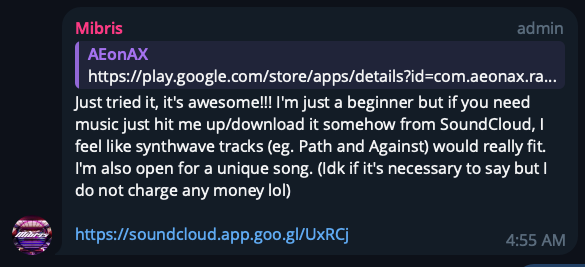 Mibris admin
AEonAX
https://play.google.com/store/apps/details?id=com.aeonax.ra...
Just tried it, it's awesome!!! I'm just a beginner but if you need
music just hit me up/download it somehow from SoundCloud, I
feel like synthwave tracks (eg. Path and Against) would really fit.
I'm also open for a unique song. (Idk if it's necessary to say but I
do not charge any money lol)
https://soundcloud.app.goo.gl/UxRCj
4:55 AM